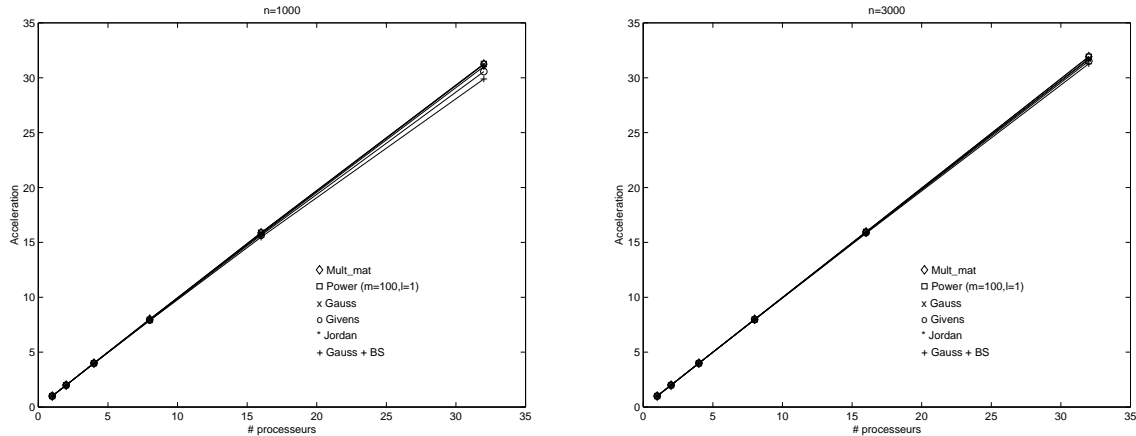 n=1000
35
30
25
20
15
10
5
0
Acceleration
◇ Mult_mat
□ Power (m=100,l=1)
x Gauss
o Givens
* Jordan
+ Gauss + BS
0 5 10 15 20 25 30 35
# processeurs
n=3000
35
30
25
20
15
10
5
0
Acceleration
◇ Mult_mat
□ Power (m=100,l=1)
x Gauss
o Givens
* Jordan
+ Gauss + BS
0 5 10 15 20 25 30 35
# processeurs